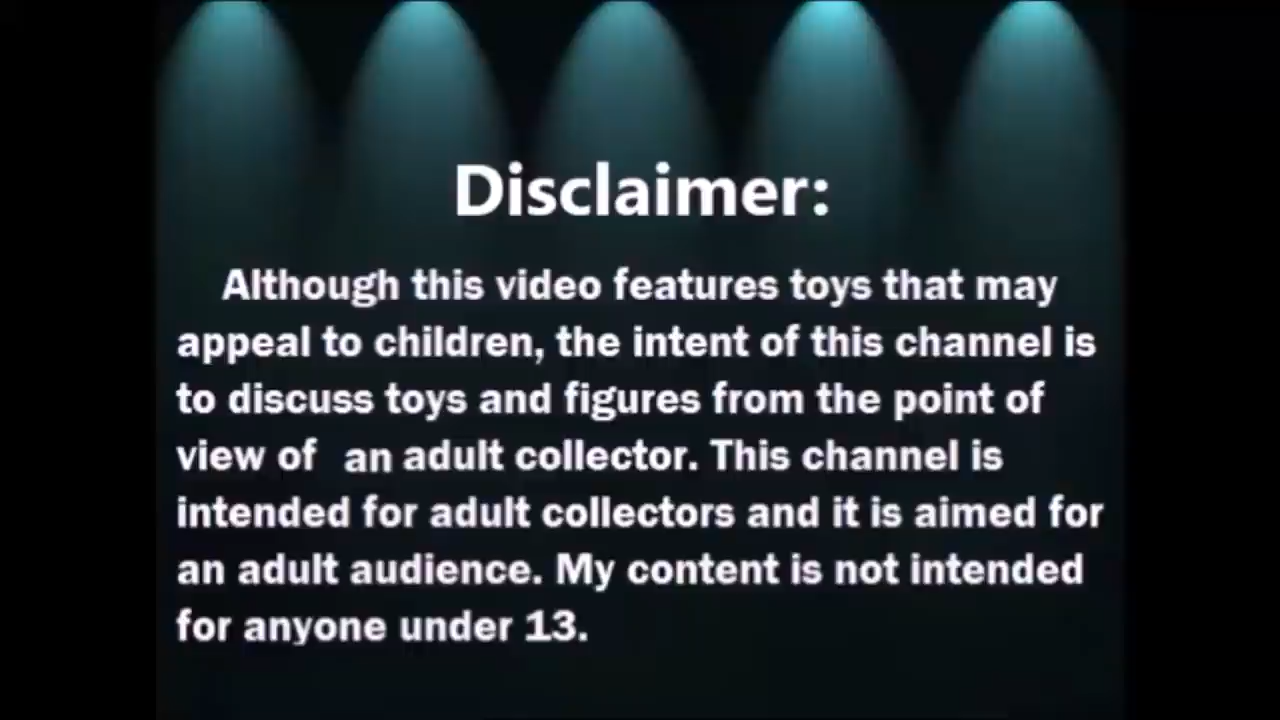 Disclaimer:
Although this video features toys that may
appeal to children, the intent of this channel is
to discuss toys and figures from the point of
view of an adult collector. This channel is
intended for adult collectors and it is aimed for
an adult audience. My content is not intended
for anyone under 13.